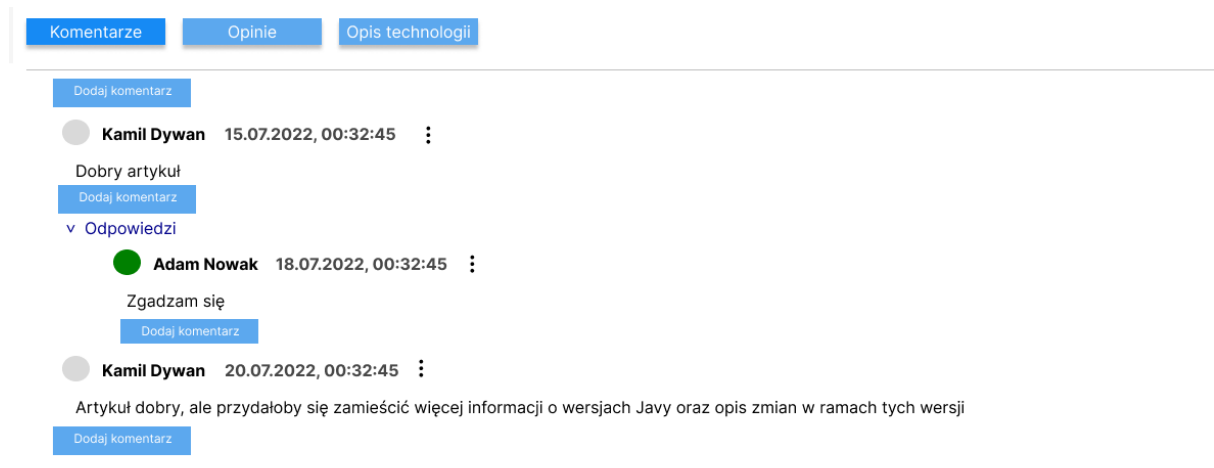 Komentarze Opinie Opis technologii
Dodaj komentarz
Kamil Dywan 15.07.2022, 00:32:45
Dobry artykuł
Dodaj komentarz
Odpowiedzi
Adam Nowak 18.07.2022, 00:32:45
Zgadzam się
Dodaj komentarz
Kamil Dywan 20.07.2022, 00:32:45
Artykuł dobry, ale przydałoby się zamieścić więcej informacji o wersjach Javy oraz opis zmian w ramach tych wersji
Dodaj komentarz